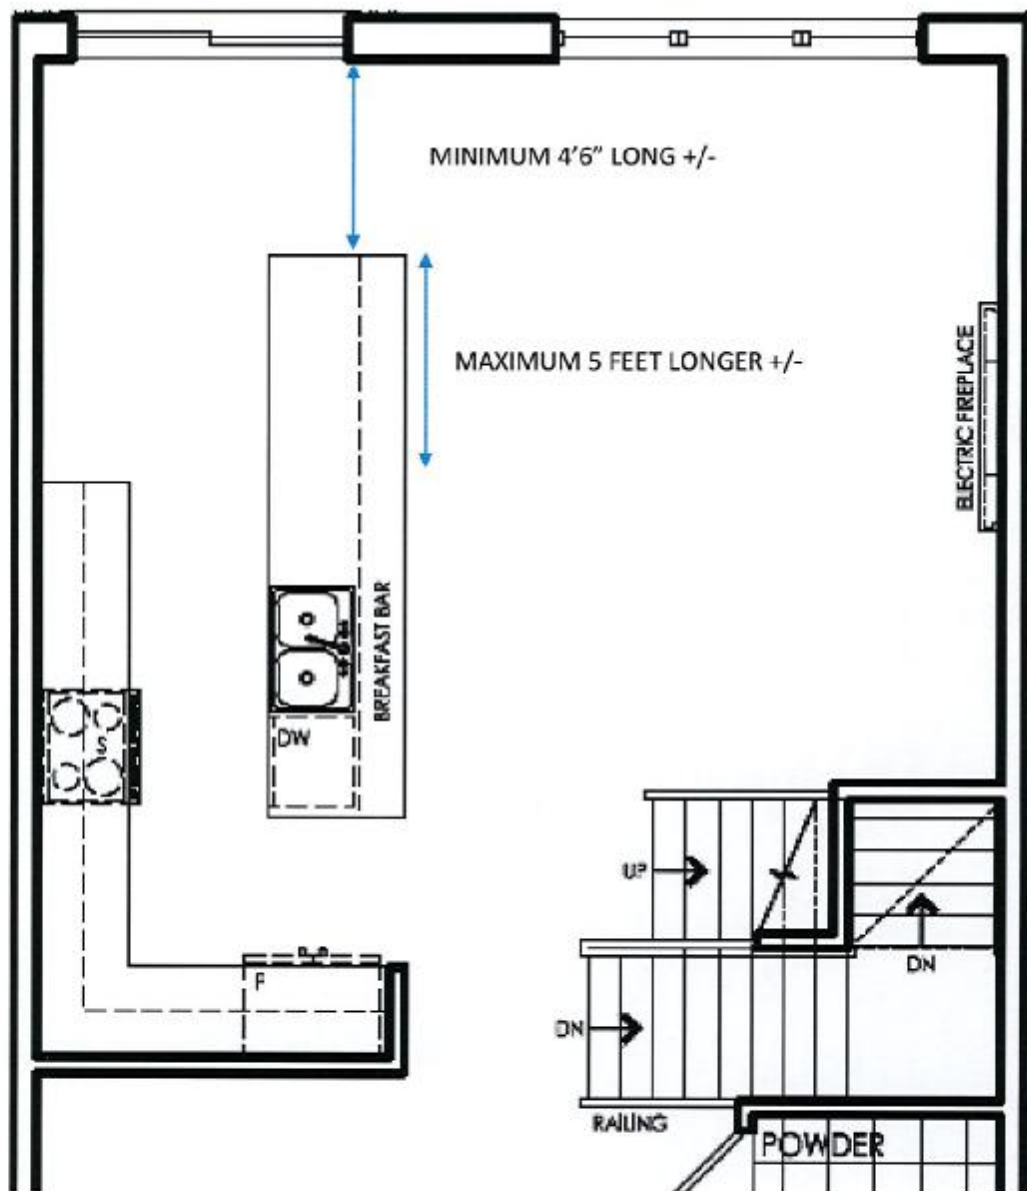 MINIMUM 4'6" LONG +/-
MAXIMUM 5 FEET LONGER +/-
ELECTRIC FIREPLACE
BREAKFAST BAR
DW
S
UP
DN
F
DN
RAILING
POWDER